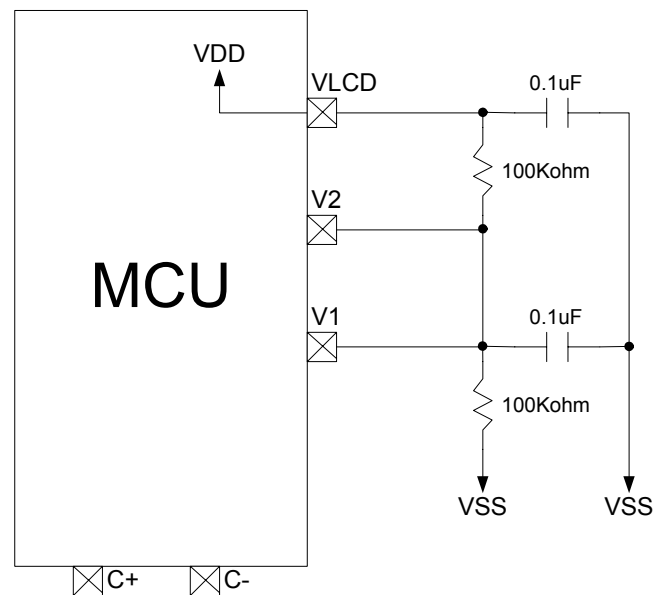 VDD
VLCD
0.1uF
100Kohm
V2
MCU
V1
0.1uF
100Kohm
VSS
VSS
C+
C-